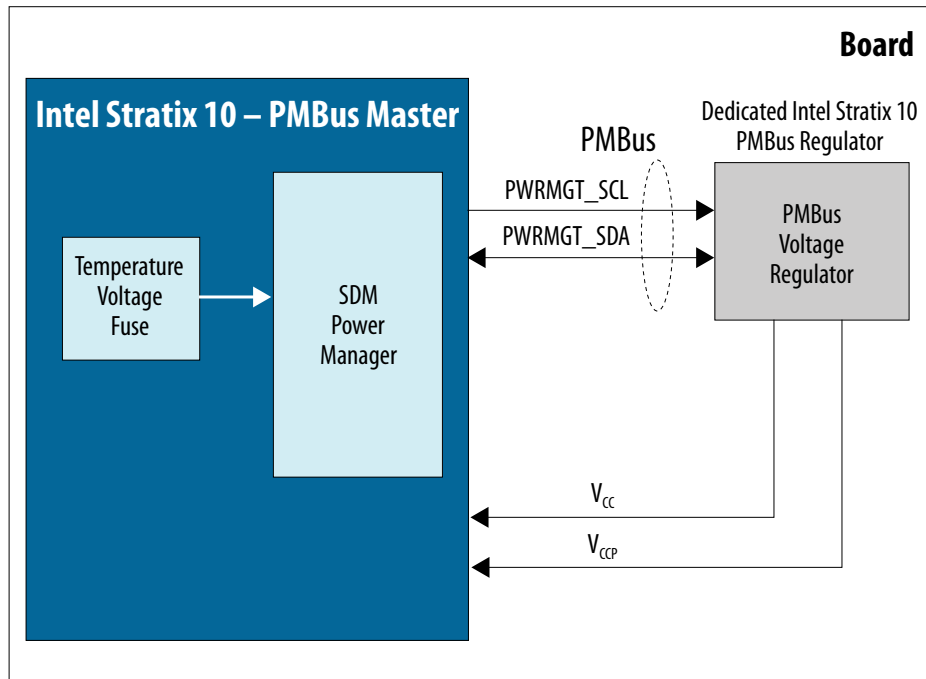 Board
Intel Stratix 10 – PMBus Master
Dedicated Intel Stratix 10
PMBus Regulator
PMBus
PWRMGT_SCL
PWRMGT_SDA
PMBus
Voltage
Regulator
Temperature
Voltage
Fuse
SDM
Power
Manager
VCC
VCCP